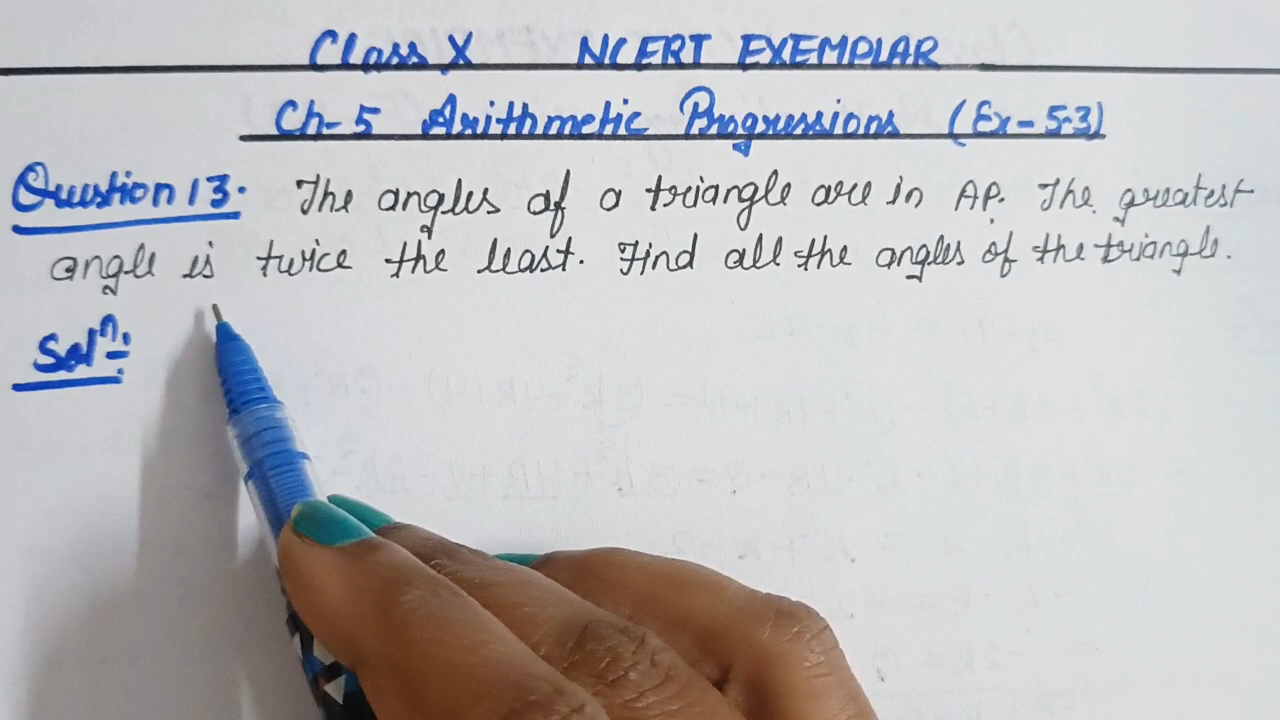 Class X NCERT EXEMPLAR
Ch-5 Arithmetic Progressions (Ex-5.3)
Question 13. The angles of a triangle are in AP. The greatest
angle is twice the least. Find all the angles of the triangle.
Solⁿ:-